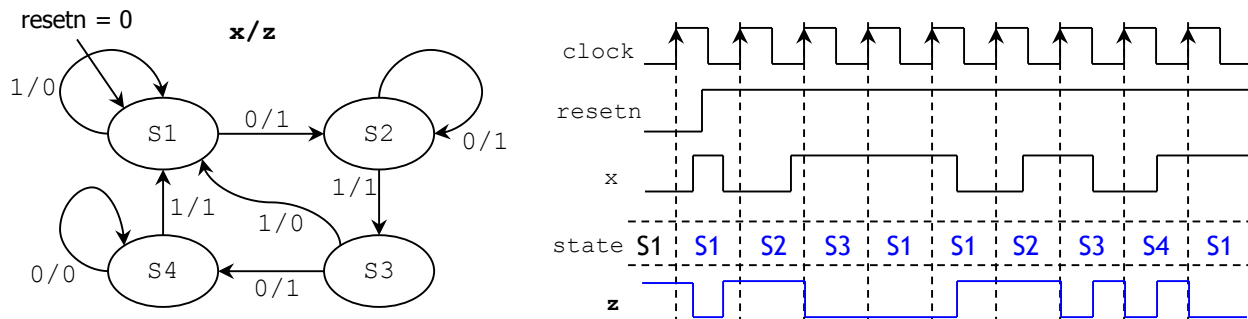 resetn = 0
x/z
1/0
S1
0/1
S2
0/1
1/1
1/0
1/1
0/0
S4
0/1
S3
clock
resetn
x
state S1 S1 S2 S3 S1 S1 S2 S3 S4 S1
z